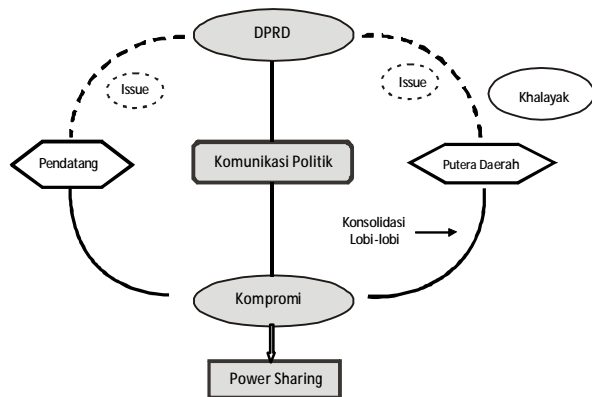 DPRD
Issue
Issue
Khalayak
Pendatang
Komunikasi Politik
Putera Daerah
Konsolidasi
Lobi-lobi
Kompromi
Power Sharing